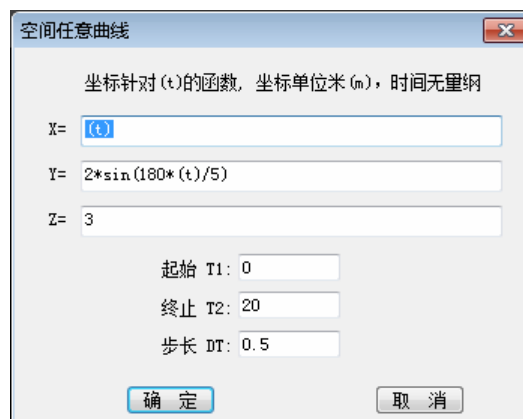 空间任意曲线
坐标针对(t)的函数, 坐标单位米(m), 时间无量纲
X= (t)
Y= 2*sin(180*(t)/5)
Z= 3
起始 T1: 0
终止 T2: 20
步长 DT: 0.5
确 定 取 消